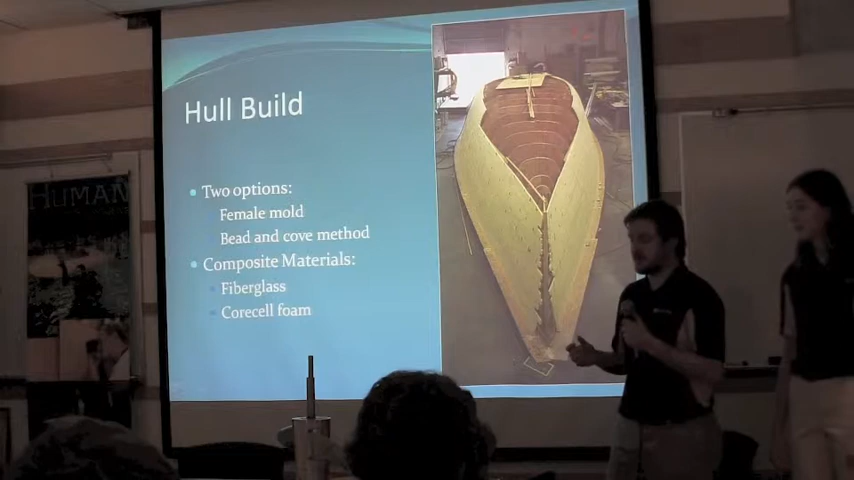 HUMAN
Hull Build
Two options:
Female mold
Bead and cove method
Composite Materials:
Fiberglass
Corecell foam